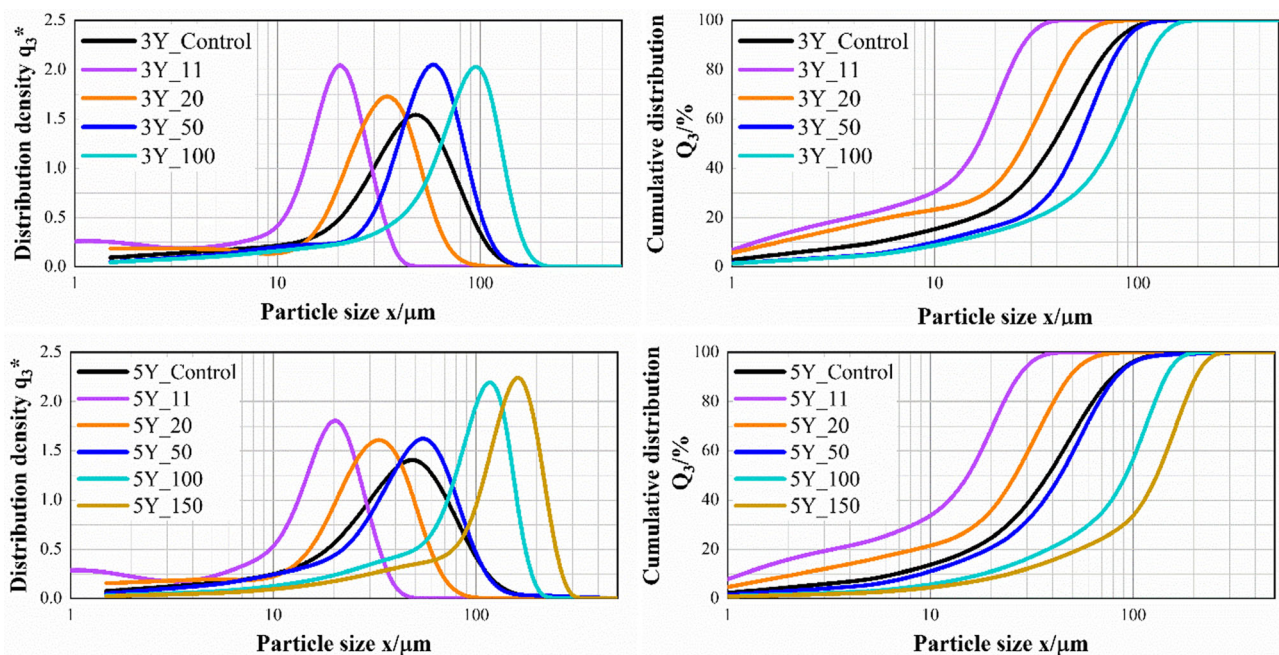 Distribution density q₃*
2.5
2.0
1.5
1.0
0.5
0.0
3Y_Control
3Y_11
3Y_20
3Y_50
3Y_100
1
10
100
Particle size x/μm
Cumulative distribution
Q₃/%
100
80
60
40
20
0
3Y_Control
3Y_11
3Y_20
3Y_50
3Y_100
1
10
100
Particle size x/μm
Distribution density q₃*
2.5
2.0
1.5
1.0
0.5
0.0
5Y_Control
5Y_11
5Y_20
5Y_50
5Y_100
5Y_150
1
10
100
Particle size x/μm
Cumulative distribution
Q₃/%
100
80
60
40
20
0
5Y_Control
5Y_11
5Y_20
5Y_50
5Y_100
5Y_150
1
10
100
Particle size x/μm